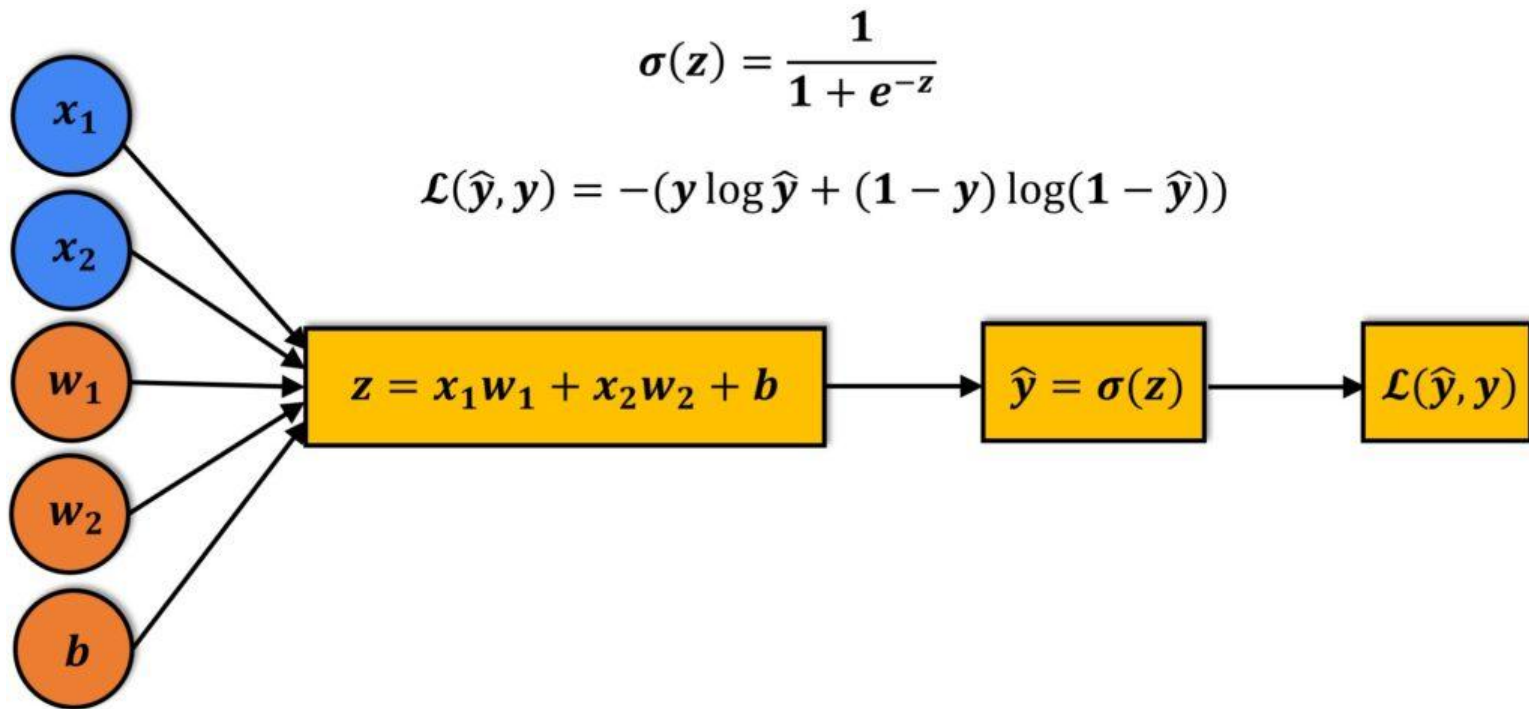 σ(z) = 1 / (1 + e^{-z})
ℒ(ŷ, y) = −(y log ŷ + (1 − y) log(1 − ŷ))
x₁
x₂
w₁
w₂
b
z = x₁w₁ + x₂w₂ + b
ŷ = σ(z)
ℒ(ŷ, y)